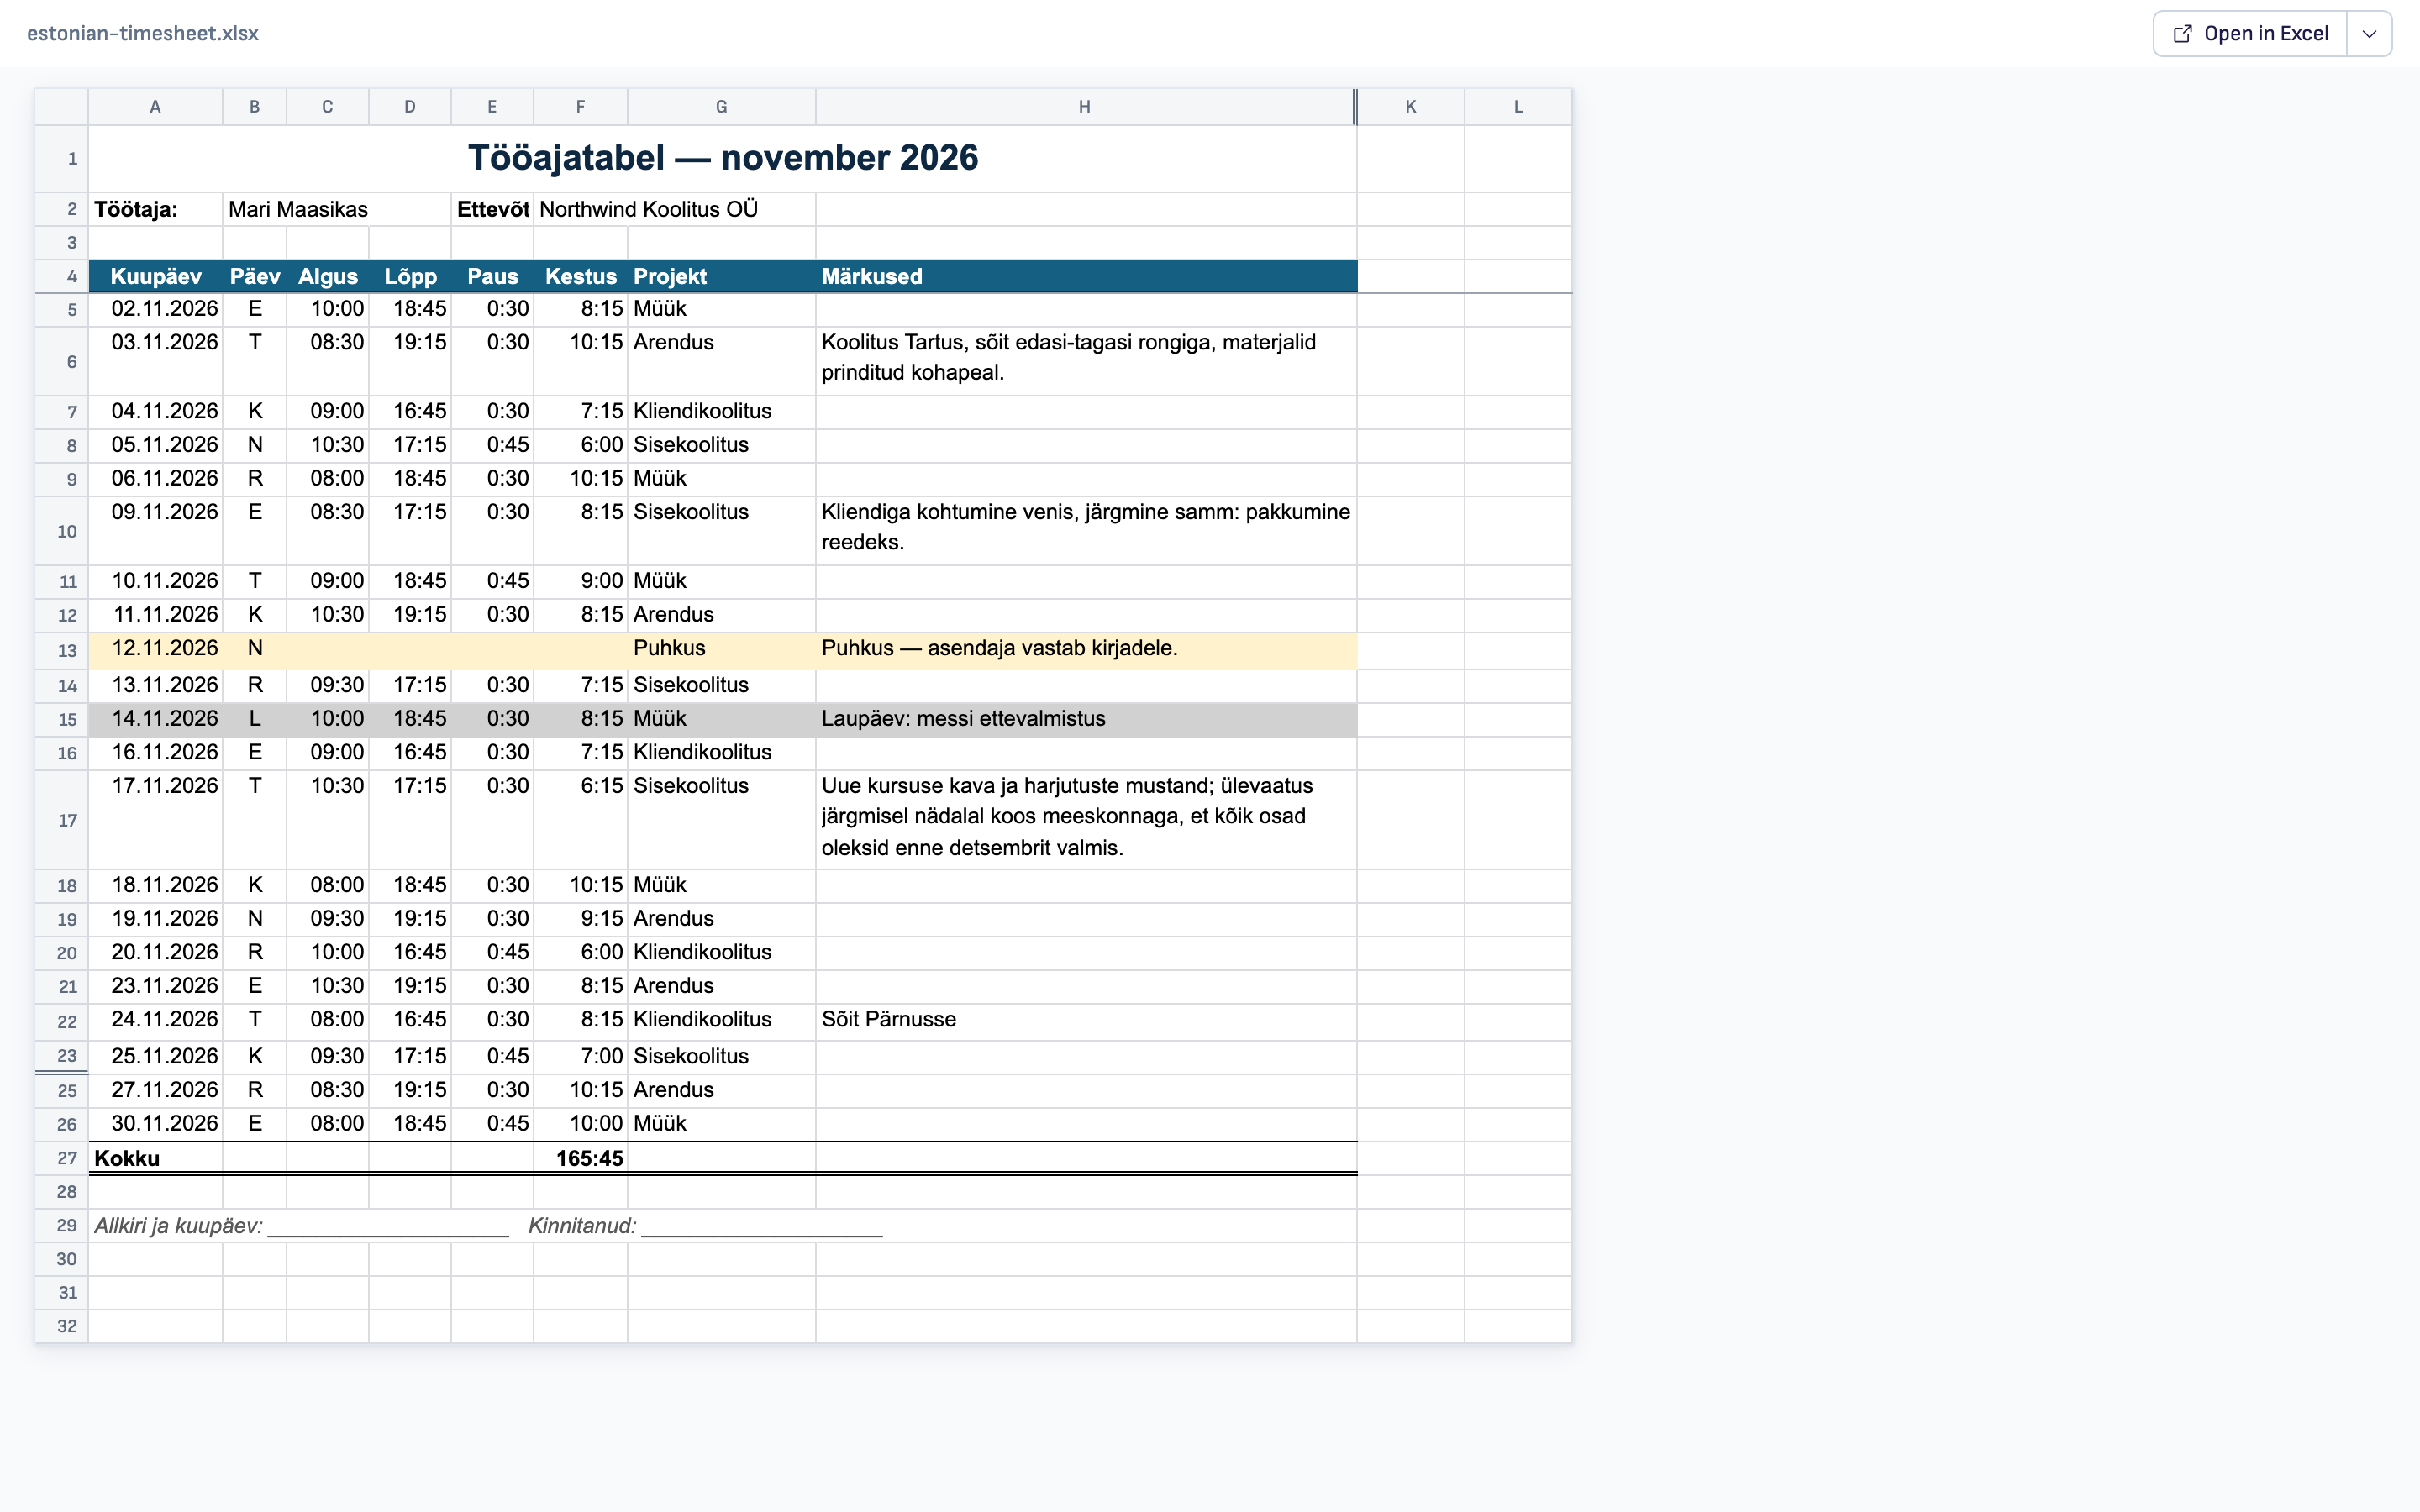 estonian-timesheet.xlsx
Open in Excel
A B C D E F G H K L
1 Tööajatabel — november 2026
2 Töötaja: Mari Maasikas Ettevõt Northwind Koolitus OÜ
3
4 Kuupäev Päev Algus Lõpp Paus Kestus Projekt Märkused
5 02.11.2026 E 10:00 18:45 0:30 8:15 Müük
6 03.11.2026 T 08:30 19:15 0:30 10:15 Arendus Koolitus Tartus, sõit edasi-tagasi rongiga, materjalid
prinditud kohapeal.
7 04.11.2026 K 09:00 16:45 0:30 7:15 Kliendikoolitus
8 05.11.2026 N 10:30 17:15 0:45 6:00 Sisekoolitus
9 06.11.2026 R 08:00 18:45 0:30 10:15 Müük
10 09.11.2026 E 08:30 17:15 0:30 8:15 Sisekoolitus Kliendiga kohtumine venis, järgmine samm: pakkumine
reedeks.
11 10.11.2026 T 09:00 18:45 0:45 9:00 Müük
12 11.11.2026 K 10:30 19:15 0:30 8:15 Arendus
13 12.11.2026 N Puhkus Puhkus — asendaja vastab kirjadele.
14 13.11.2026 R 09:30 17:15 0:30 7:15 Sisekoolitus
15 14.11.2026 L 10:00 18:45 0:30 8:15 Müük Laupäev: messi ettevalmistus
16 16.11.2026 E 09:00 16:45 0:30 7:15 Kliendikoolitus
17 17.11.2026 T 10:30 17:15 0:30 6:15 Sisekoolitus Uue kursuse kava ja harjutuste mustand; ülevaatus
järgmisel nädalal koos meeskonnaga, et kõik osad
oleksid enne detsembrit valmis.
18 18.11.2026 K 08:00 18:45 0:30 10:15 Müük
19 19.11.2026 N 09:30 19:15 0:30 9:15 Arendus
20 20.11.2026 R 10:00 16:45 0:45 6:00 Kliendikoolitus
21 23.11.2026 E 10:30 19:15 0:30 8:15 Arendus
22 24.11.2026 T 08:00 16:45 0:30 8:15 Kliendikoolitus Sõit Pärnusse
23 25.11.2026 K 09:30 17:15 0:45 7:00 Sisekoolitus
25 27.11.2026 R 08:30 19:15 0:30 10:15 Arendus
26 30.11.2026 E 08:00 18:45 0:45 10:00 Müük
27 Kokku 165:45
28
29 Allkiri ja kuupäev: ____________________ Kinnitanud: ____________________
30
31
32